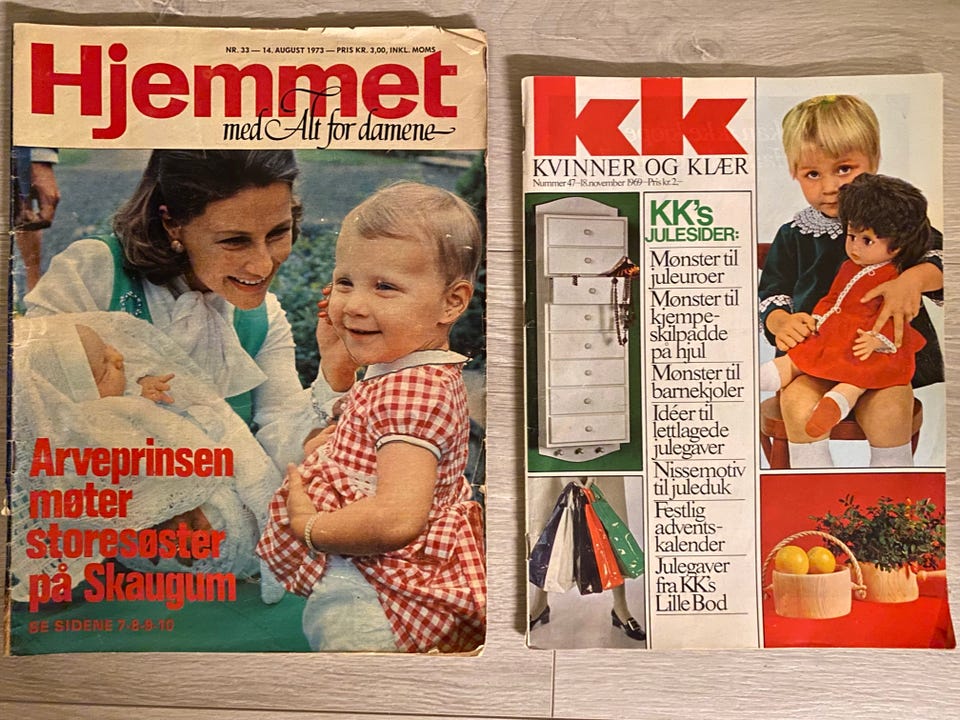 NR. 33 — 14. AUGUST 1973 — PRIS KR. 3,00, INKL. MOMS
Hjemmet
med Alt for damene
Arveprinsen
møter
storesøster
på Skaugum
SE SIDENE 7-8-9-10
kk
KVINNER OG KLÆR
Nummer 47–18. november 1969–Pris kr. 2,–
KK's
JULESIDER:
Mønster til
juleuroer
Mønster til
kjempe-
skilpadde
på hjul
Mønster til
barnekjoler
Idéer til
lettlagede
julegaver
Nissemotiv
til juleduk
Festlig
advents-
kalender
Julegaver
fra KK's
Lille Bod